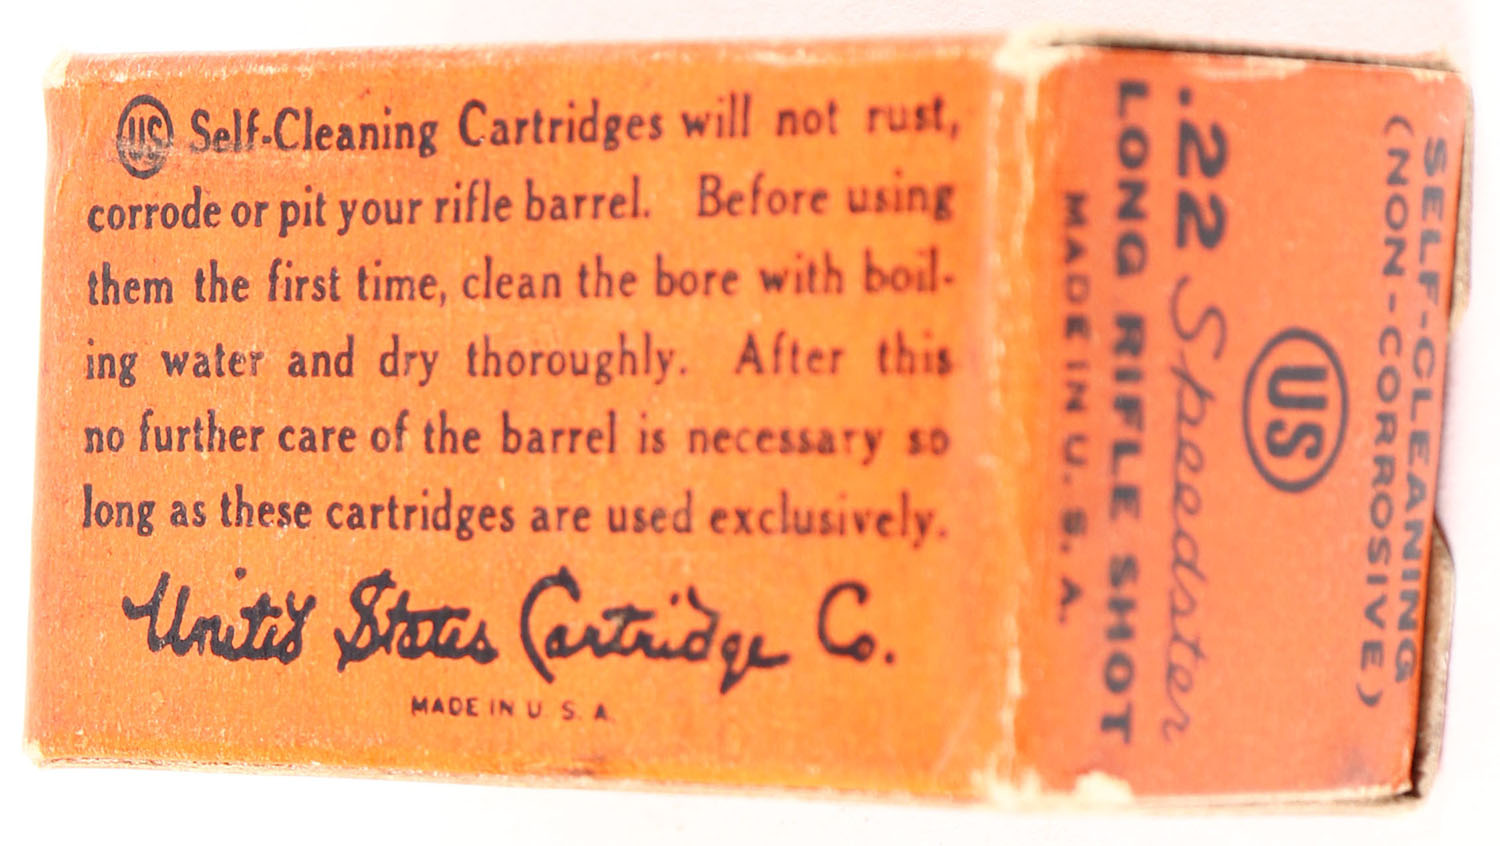 US Self-Cleaning Cartridges will not rust,
corrode or pit your rifle barrel. Before using
them the first time, clean the bore with boil-
ing water and dry thoroughly. After this
no further care of the barrel is necessary so
long as these cartridges are used exclusively.
United States Cartridge Co.
MADE IN U. S. A.
SELF-CLEANING
(NON-CORROSIVE)
US
.22 Speedster
LONG RIFLE SHOT
MADE IN U. S. A.